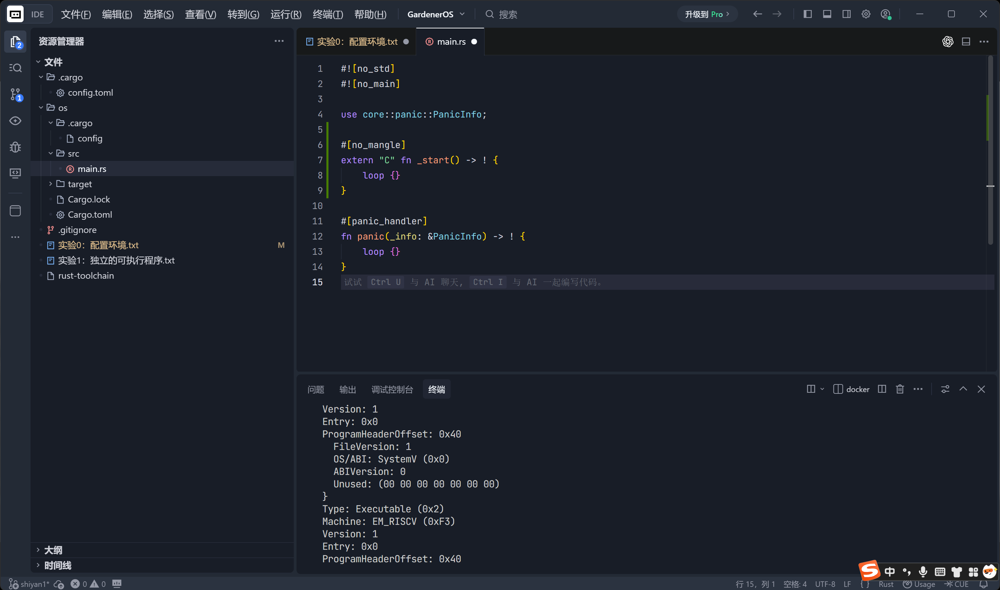 IDE 文件(F) 编辑(E) 选择(S) 查看(V) 转到(G) 运行(R) 终端(T) 帮助(H) GardenerOS 搜索 升级到 Pro
资源管理器
文件
.cargo
config.toml
os
.cargo
config
src
main.rs
target
Cargo.lock
Cargo.toml
.gitignore
实验0：配置环境.txt M
实验1：独立的可执行程序.txt
rust-toolchain
大纲
时间线
2
1
实验0：配置环境.txt main.rs
1 #![no_std]
2 #![no_main]
3
4 use core::panic::PanicInfo;
5
6 #[no_mangle]
7 extern "C" fn _start() -> ! {
8 loop {}
9 }
10
11 #[panic_handler]
12 fn panic(_info: &PanicInfo) -> ! {
13 loop {}
14 }
15 试试 Ctrl U 与 AI 聊天, Ctrl I 与 AI 一起编写代码。
问题 输出 调试控制台 终端 docker
Version: 1
Entry: 0x0
ProgramHeaderOffset: 0x40
FileVersion: 1
OS/ABI: SystemV (0x0)
ABIVersion: 0
Unused: (00 00 00 00 00 00 00)
}
Type: Executable (0x2)
Machine: EM_RISCV (0xF3)
Version: 1
Entry: 0x0
ProgramHeaderOffset: 0x40
S 中
shiyan1* 0 0 行 15，列 1 空格: 4 UTF-8 LF { } Rust Usage CUE